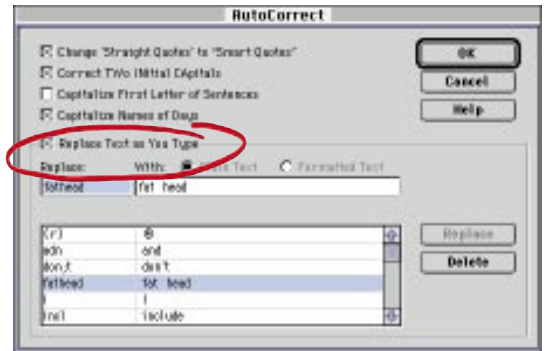 AutoCorrect
Change 'Straight Quotes' to "Smart Quotes"
OK
Correct TWo INitial CApitals
Cancel
Capitalize First Letter of Sentences
Help
Capitalize Names of Days
Replace Text as You Type
Replace: With: Text Formatted Text
fathead fat head
(r) ®
Replace
adn and
Delete
don;t don't
fathead fat head
i I
incl include